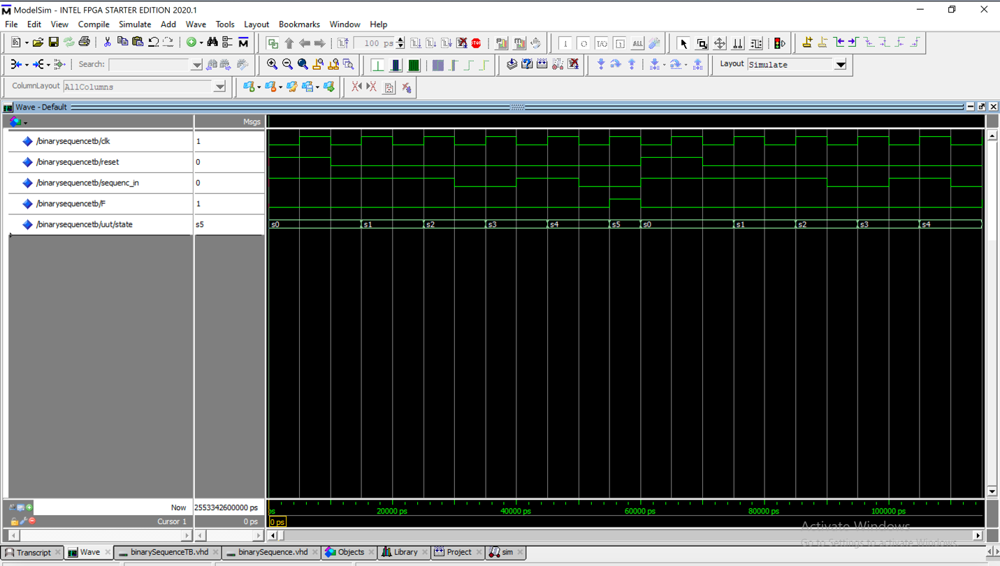 ModelSim - INTEL FPGA STARTER EDITION 2020.1
File Edit View Compile Simulate Add Wave Tools Layout Bookmarks Window Help
100 ps
Search:
Layout Simulate
ColumnLayout AllColumns
Wave - Default
Msgs
/binarysequencetb/clk 1
/binarysequencetb/reset 0
/binarysequencetb/sequenc_in 0
/binarysequencetb/F 1
/binarysequencetb/uut/state s5 s0 s1 s2 s3 s4 s5 s0 s1 s2 s3 s4
Now 2553342600000 ps
20000 ps 40000 ps 60000 ps 80000 ps 100000 ps
Cursor 1 0 ps 0 ps
Activate Windows
Go to Settings to activate Windows.
Transcript Wave binarySequenceTB.vhd binarySequence.vhd Objects Library Project sim